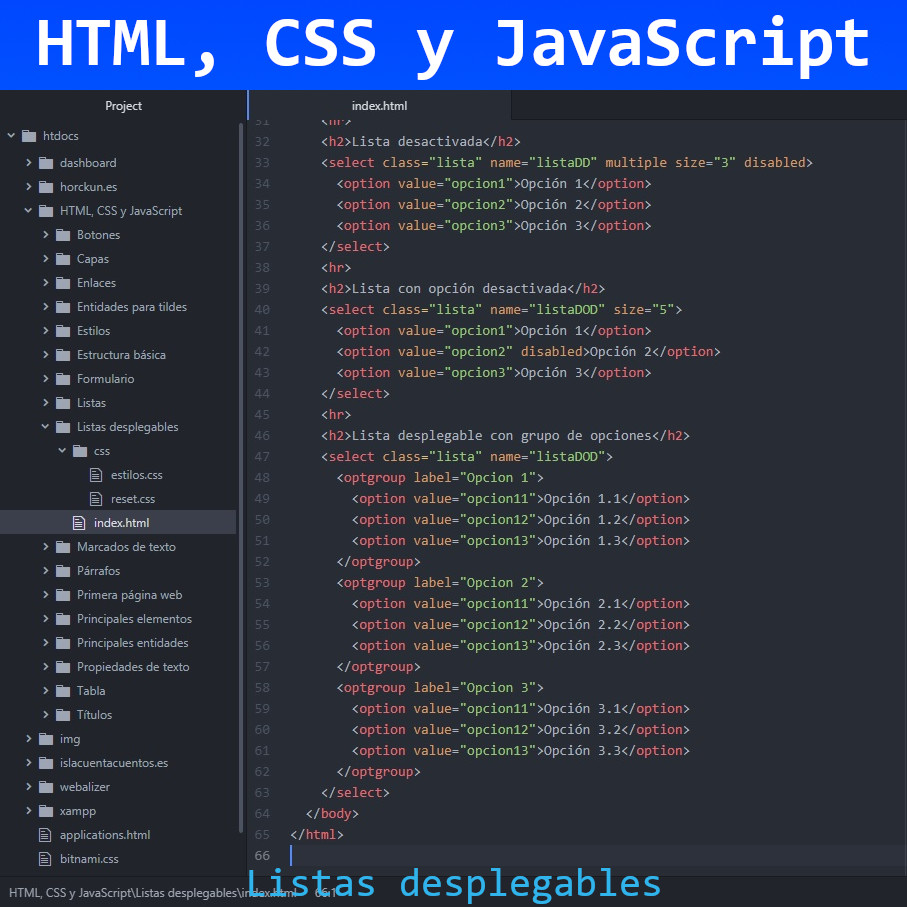 HTML, CSS y JavaScript
Project
index.html
htdocs
dashboard
horckun.es
HTML, CSS y JavaScript
Botones
Capas
Enlaces
Entidades para tildes
Estilos
Estructura básica
Formulario
Listas
Listas desplegables
css
estilos.css
reset.css
index.html
Marcados de texto
Párrafos
Primera página web
Principales elementos
Principales entidades
Propiedades de texto
Tabla
Títulos
img
islacuentacuentos.es
webalizer
xampp
applications.html
bitnami.css
31 <hr>
32 <h2>Lista desactivada</h2>
33 <select class="lista" name="listaDD" multiple size="3" disabled>
34 <option value="opcion1">Opción 1</option>
35 <option value="opcion2">Opción 2</option>
36 <option value="opcion3">Opción 3</option>
37 </select>
38 <hr>
39 <h2>Lista con opción desactivada</h2>
40 <select class="lista" name="listaDOD" size="5">
41 <option value="opcion1">Opción 1</option>
42 <option value="opcion2" disabled>Opción 2</option>
43 <option value="opcion3">Opción 3</option>
44 </select>
45 <hr>
46 <h2>Lista desplegable con grupo de opciones</h2>
47 <select class="lista" name="listaDOD">
48 <optgroup label="Opcion 1">
49 <option value="opcion11">Opción 1.1</option>
50 <option value="opcion12">Opción 1.2</option>
51 <option value="opcion13">Opción 1.3</option>
52 </optgroup>
53 <optgroup label="Opcion 2">
54 <option value="opcion11">Opción 2.1</option>
55 <option value="opcion12">Opción 2.2</option>
56 <option value="opcion13">Opción 2.3</option>
57 </optgroup>
58 <optgroup label="Opcion 3">
59 <option value="opcion11">Opción 3.1</option>
60 <option value="opcion12">Opción 3.2</option>
61 <option value="opcion13">Opción 3.3</option>
62 </optgroup>
63 </select>
64 </body>
65 </html>
66
HTML, CSS y JavaScript\Listas desplegables\index.html 66:1
Listas desplegables